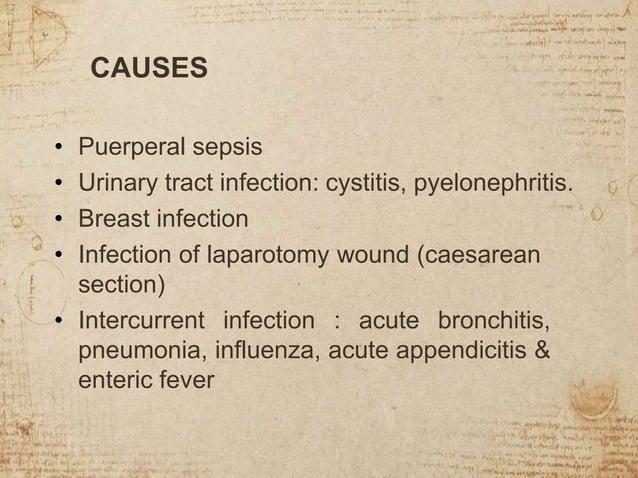 CAUSES
• Puerperal sepsis
• Urinary tract infection: cystitis, pyelonephritis.
• Breast infection
• Infection of laparotomy wound (caesarean
section)
• Intercurrent infection : acute bronchitis,
pneumonia, influenza, acute appendicitis &
enteric fever